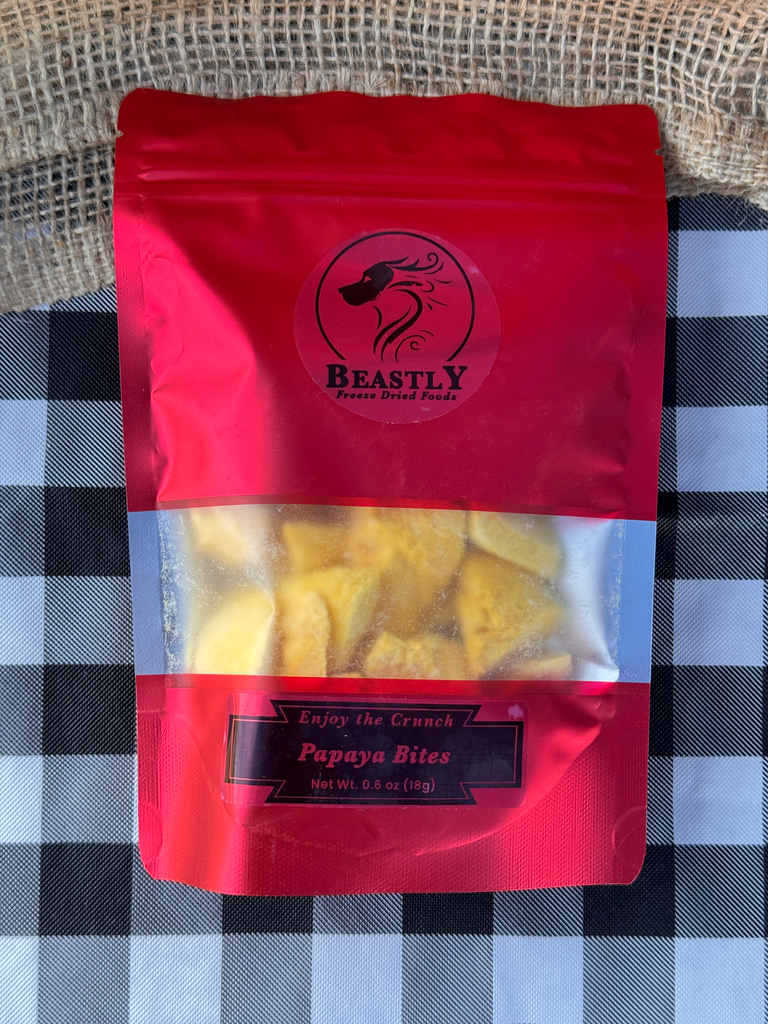 BEASTLY
Freeze Dried Foods
Enjoy the Crunch
Papaya Bites
Net Wt. 0.6 oz (18g)